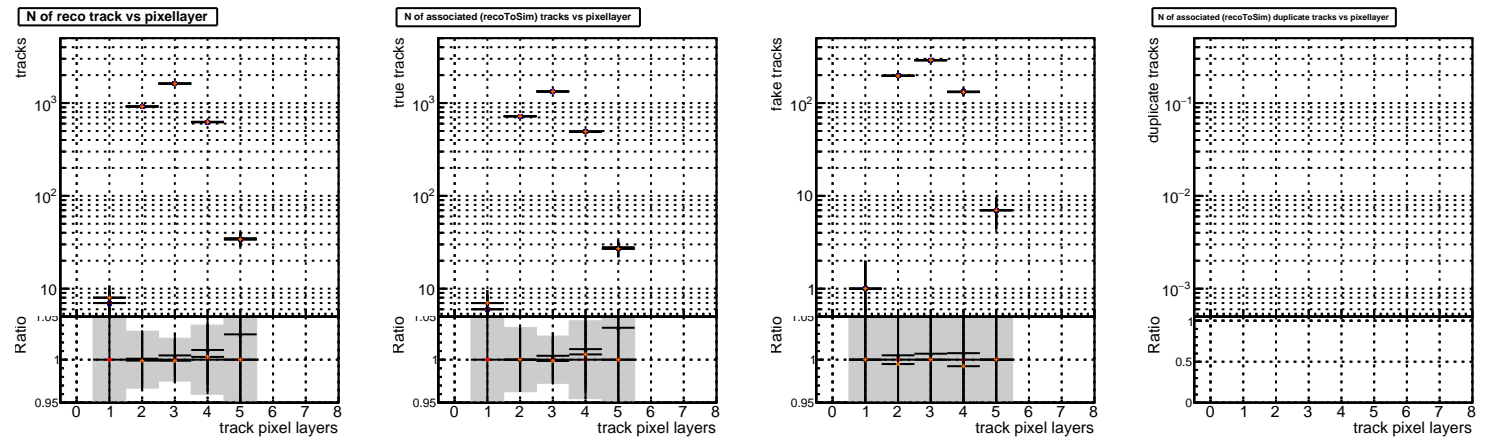 N of reco track vs pixellayer
tracks
10³
10²
10
Ratio
1.05
1
0.95
0 1 2 3 4 5 6 7 8
track pixel layers
N of associated (recoToSim) tracks vs pixellayer
true tracks
10³
10²
10
Ratio
1.05
1
0.95
0 1 2 3 4 5 6 7 8
track pixel layers
fake tracks
10²
10
1
Ratio
1.05
1
0.95
0 1 2 3 4 5 6 7 8
track pixel layers
N of associated (recoToSim) duplicate tracks vs pixellayer
duplicate tracks
10⁻¹
10⁻²
10⁻³
Ratio
1
0.5
0
0 1 2 3 4 5 6 7 8
track pixel layers